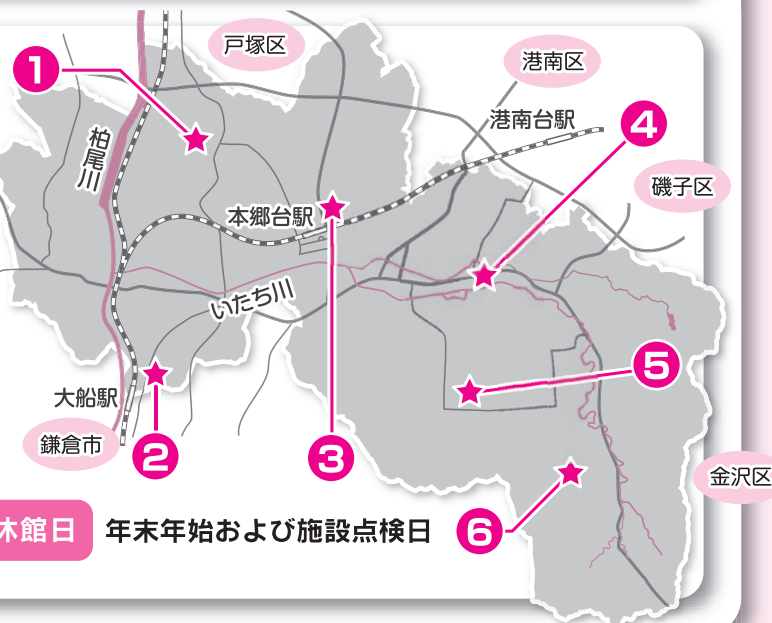 戸塚区
1
港南区
港南台駅
4
柏尾川
磯子区
本郷台駅
いたち川
5
大船駅
鎌倉市
2
3
金沢区
休館日 年末年始および施設点検日
6